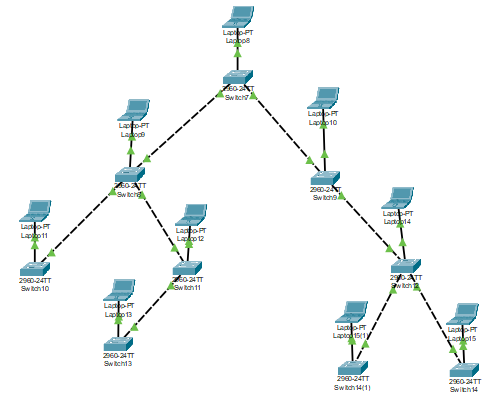 Laptop-PT
Laptop8
2960-24TT
Switch7
Laptop-PT
Laptop9
Laptop-PT
Laptop10
2960-24TT
2960-24TT
Switch9
Laptop-PT
Laptop14
Laptop-PT
Laptop11
Laptop-PT
Laptop12
2960-24TT
Switch10
2960-24TT
Switch11
2960-24TT
Laptop-PT
Laptop13
Laptop-PT
Laptop15(1)
Laptop-PT
Laptop15
2960-24TT
Switch13
2960-24TT
Switch14(1)
2960-24TT
Switch14